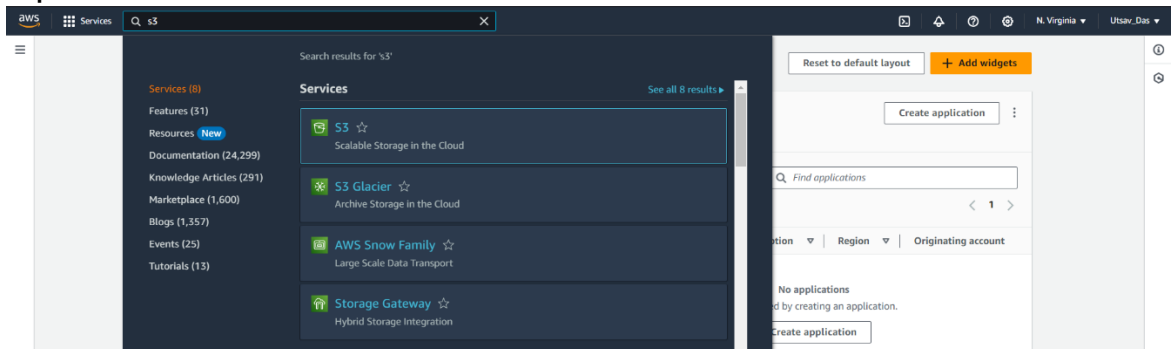 aws
Services
s3
N. Virginia
Utsav_Das
Search results for 's3'
Services (8)
Features (31)
Resources New
Documentation (24,299)
Knowledge Articles (291)
Marketplace (1,600)
Blogs (1,357)
Events (25)
Tutorials (13)
Services
See all 8 results
S3
Scalable Storage in the Cloud
S3 Glacier
Archive Storage in the Cloud
AWS Snow Family
Large Scale Data Transport
Storage Gateway
Hybrid Storage Integration
Reset to default layout
+ Add widgets
Create application
Find applications
1
Region
Originating account
No applications
by creating an application.
Create application